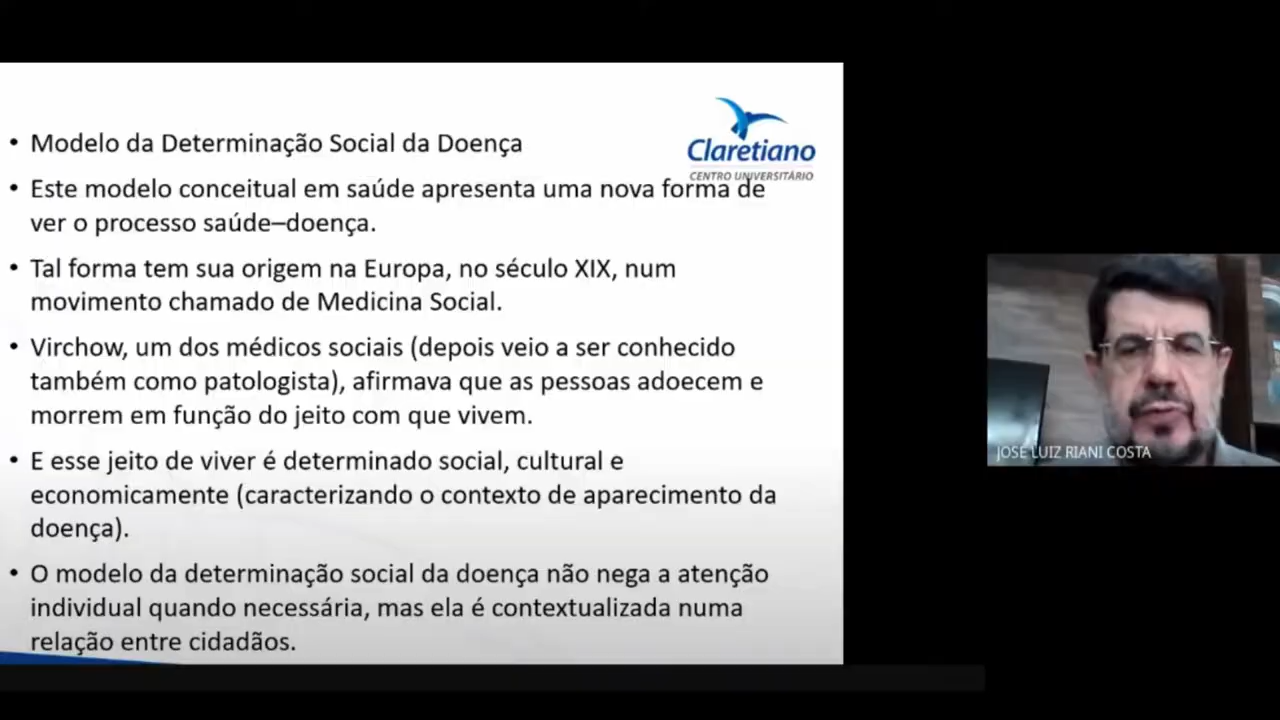 Claretiano
CENTRO UNIVERSITÁRIO
• Modelo da Determinação Social da Doença
• Este modelo conceitual em saúde apresenta uma nova forma de
ver o processo saúde–doença.
• Tal forma tem sua origem na Europa, no século XIX, num
movimento chamado de Medicina Social.
• Virchow, um dos médicos sociais (depois veio a ser conhecido
também como patologista), afirmava que as pessoas adoecem e
morrem em função do jeito com que vivem.
• E esse jeito de viver é determinado social, cultural e
economicamente (caracterizando o contexto de aparecimento da
doença).
• O modelo da determinação social da doença não nega a atenção
individual quando necessária, mas ela é contextualizada numa
relação entre cidadãos.
JOSE LUIZ RIANI COSTA